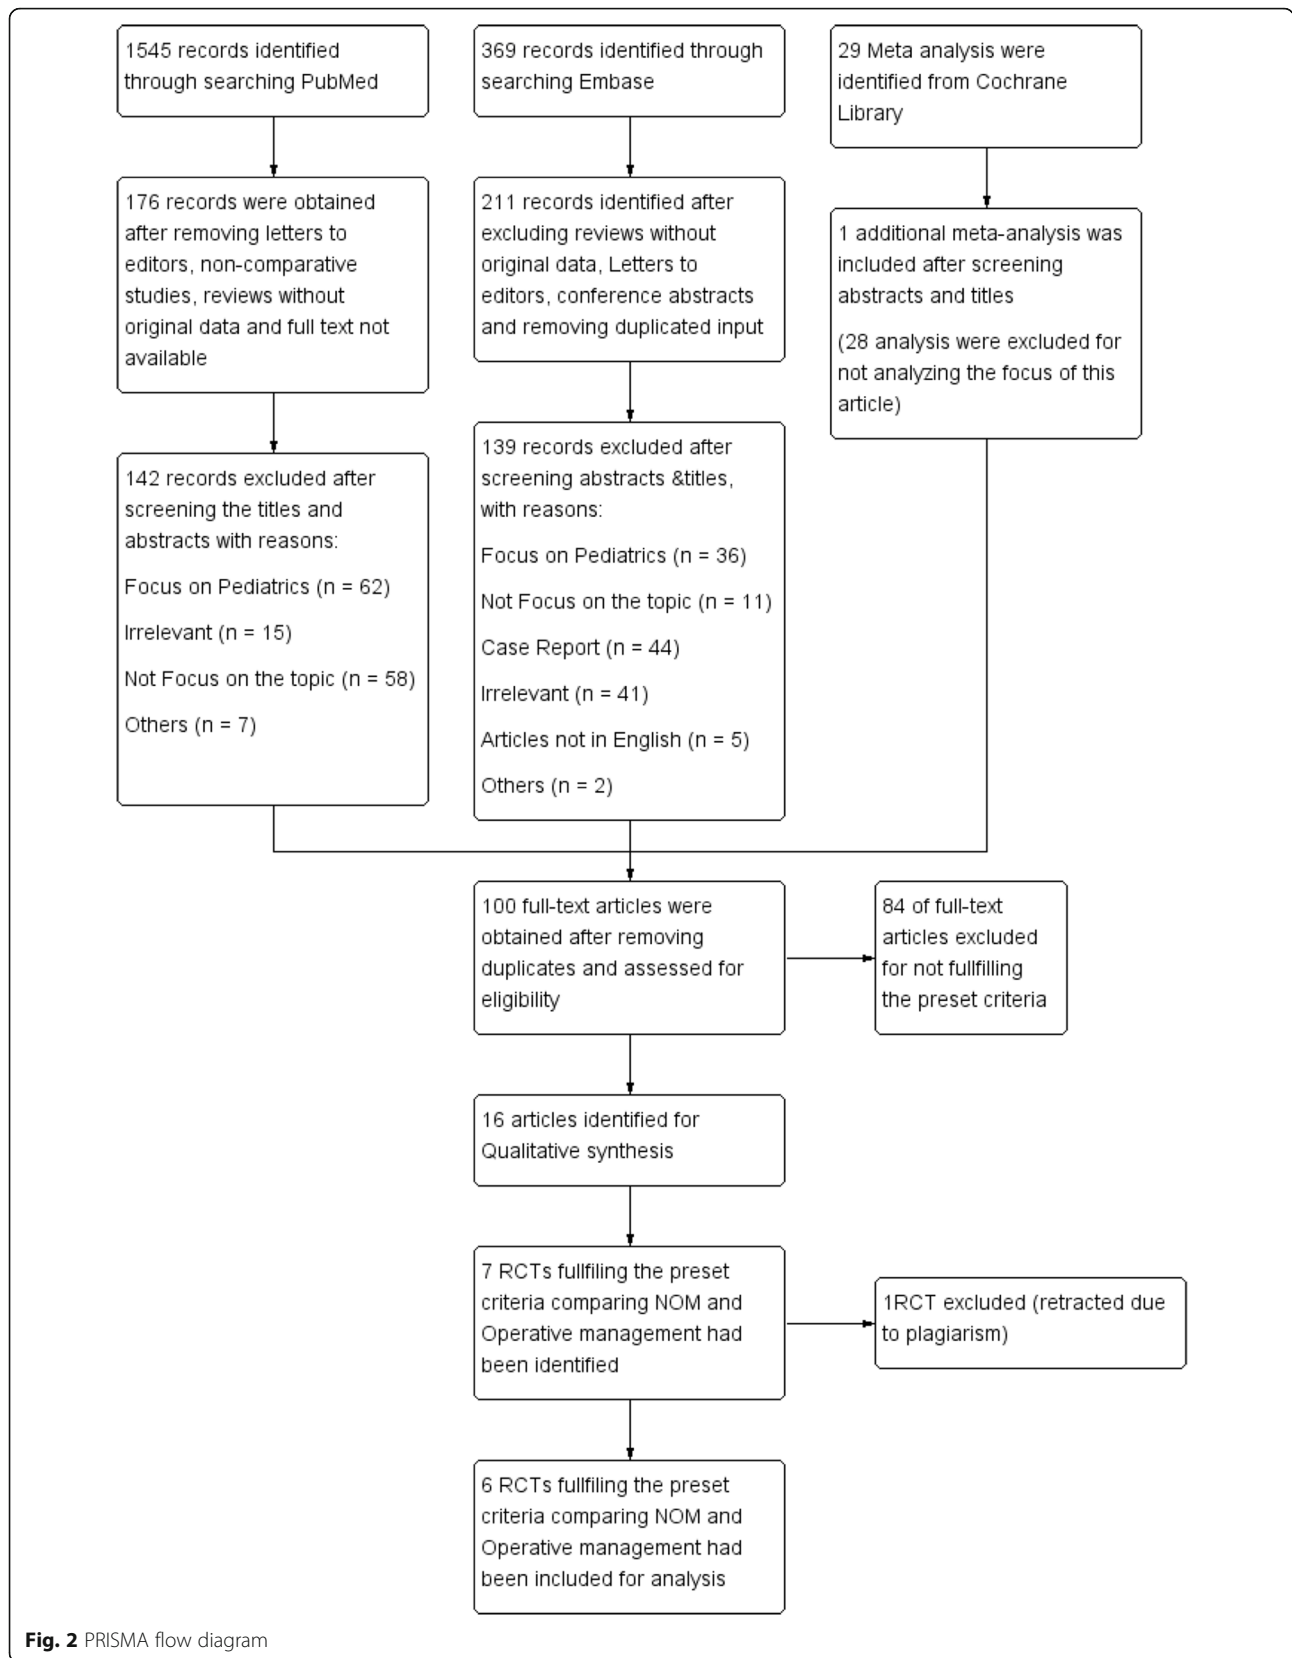 1545 records identified
through searching PubMed
369 records identified through
searching Embase
29 Meta analysis were
identified from Cochrane
Library
176 records were obtained
after removing letters to
editors, non-comparative
studies, reviews without
original data and full text not
available
211 records identified after
excluding reviews without
original data, Letters to
editors, conference abstracts
and removing duplicated input
1 additional meta-analysis was
included after screening
abstracts and titles
(28 analysis were excluded for
not analyzing the focus of this
article)
142 records excluded after
screening the titles and
abstracts with reasons:
Focus on Pediatrics (n = 62)
Irrelevant (n = 15)
Not Focus on the topic (n = 58)
Others (n = 7)
139 records excluded after
screening abstracts &titles,
with reasons:
Focus on Pediatrics (n = 36)
Not Focus on the topic (n = 11)
Case Report (n = 44)
Irrelevant (n = 41)
Articles not in English (n = 5)
Others (n = 2)
100 full-text articles were
obtained after removing
duplicates and assessed for
eligibility
84 of full-text
articles excluded
for not fullfilling
the preset criteria
16 articles identified for
Qualitative synthesis
7 RCTs fullfiling the preset
criteria comparing NOM and
Operative management had
been identified
1RCT excluded (retracted due
to plagiarism)
6 RCTs fullfiling the preset
criteria comparing NOM and
Operative management had
been included for analysis
Fig. 2 PRISMA flow diagram